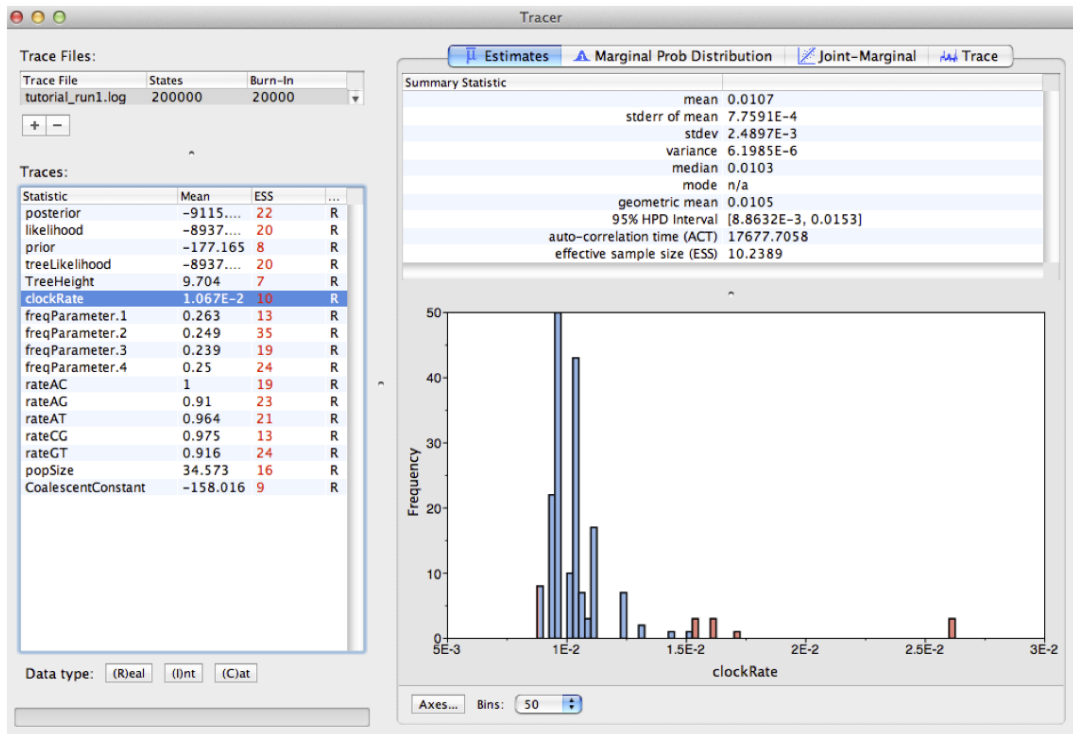 Tracer
Trace Files:
Trace File States Burn-In
tutorial_run1.log 200000 20000
+ −
Traces:
Statistic Mean ESS ...
posterior -9115.... 22 R
likelihood -8937.... 20 R
prior -177.165 8 R
treeLikelihood -8937.... 20 R
TreeHeight 9.704 7 R
clockRate 1.067E-2 10 R
freqParameter.1 0.263 13 R
freqParameter.2 0.249 35 R
freqParameter.3 0.239 19 R
freqParameter.4 0.25 24 R
rateAC 1 19 R
rateAG 0.91 23 R
rateAT 0.964 21 R
rateCG 0.975 13 R
rateGT 0.916 24 R
popSize 34.573 16 R
CoalescentConstant -158.016 9 R
Data type: (R)eal (I)nt (C)at
Estimates Marginal Prob Distribution Joint-Marginal Trace
Summary Statistic
mean 0.0107
stderr of mean 7.7591E-4
stdev 2.4897E-3
variance 6.1985E-6
median 0.0103
mode n/a
geometric mean 0.0105
95% HPD Interval [8.8632E-3, 0.0153]
auto-correlation time (ACT) 17677.7058
effective sample size (ESS) 10.2389
50
40
30
20
10
0
Frequency
5E-3 1E-2 1.5E-2 2E-2 2.5E-2 3E-2
clockRate
Axes... Bins: 50